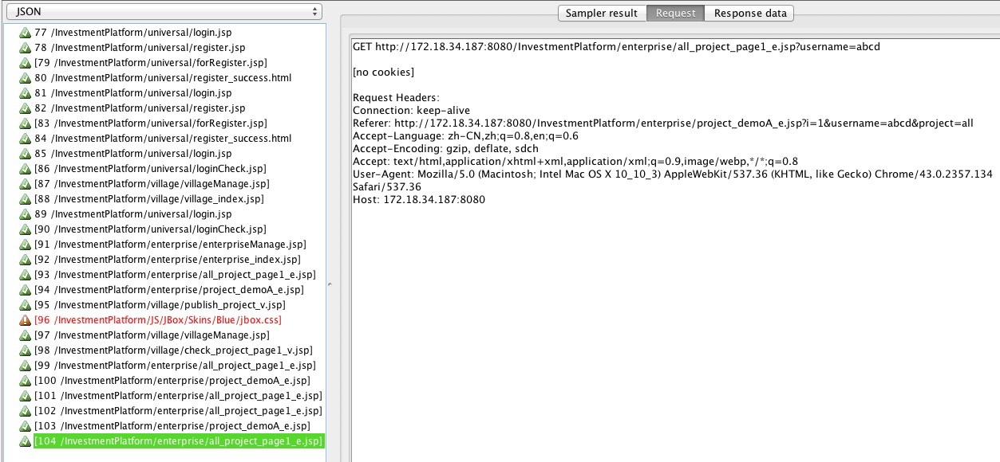 JSON
77 /InvestmentPlatform/universal/login.jsp
78 /InvestmentPlatform/universal/register.jsp
[79 /InvestmentPlatform/universal/forRegister.jsp]
80 /InvestmentPlatform/universal/register_success.html
81 /InvestmentPlatform/universal/login.jsp
82 /InvestmentPlatform/universal/register.jsp
[83 /InvestmentPlatform/universal/forRegister.jsp]
84 /InvestmentPlatform/universal/register_success.html
85 /InvestmentPlatform/universal/login.jsp
[86 /InvestmentPlatform/universal/loginCheck.jsp]
[87 /InvestmentPlatform/village/villageManage.jsp]
[88 /InvestmentPlatform/village/village_index.jsp]
89 /InvestmentPlatform/universal/login.jsp
[90 /InvestmentPlatform/universal/loginCheck.jsp]
[91 /InvestmentPlatform/enterprise/enterpriseManage.jsp]
[92 /InvestmentPlatform/enterprise/enterprise_index.jsp]
[93 /InvestmentPlatform/enterprise/all_project_page1_e.jsp]
[94 /InvestmentPlatform/enterprise/project_demoA_e.jsp]
[95 /InvestmentPlatform/village/publish_project_v.jsp]
[96 /InvestmentPlatform/JS/JBox/Skins/Blue/jbox.css]
[97 /InvestmentPlatform/village/villageManage.jsp]
[98 /InvestmentPlatform/village/check_project_page1_v.jsp]
[99 /InvestmentPlatform/enterprise/all_project_page1_e.jsp]
[100 /InvestmentPlatform/enterprise/project_demoA_e.jsp]
[101 /InvestmentPlatform/enterprise/all_project_page1_e.jsp]
[102 /InvestmentPlatform/enterprise/all_project_page1_e.jsp]
[103 /InvestmentPlatform/enterprise/project_demoA_e.jsp]
[104 /InvestmentPlatform/enterprise/all_project_page1_e.jsp]
Sampler result Request Response data
GET http://172.18.34.187:8080/InvestmentPlatform/enterprise/all_project_page1_e.jsp?username=abcd
[no cookies]
Request Headers:
Connection: keep-alive
Referer: http://172.18.34.187:8080/InvestmentPlatform/enterprise/project_demoA_e.jsp?i=1&username=abcd&project=all
Accept-Language: zh-CN,zh;q=0.8,en;q=0.6
Accept-Encoding: gzip, deflate, sdch
Accept: text/html,application/xhtml+xml,application/xml;q=0.9,image/webp,*/*;q=0.8
User-Agent: Mozilla/5.0 (Macintosh; Intel Mac OS X 10_10_3) AppleWebKit/537.36 (KHTML, like Gecko) Chrome/43.0.2357.134
Safari/537.36
Host: 172.18.34.187:8080